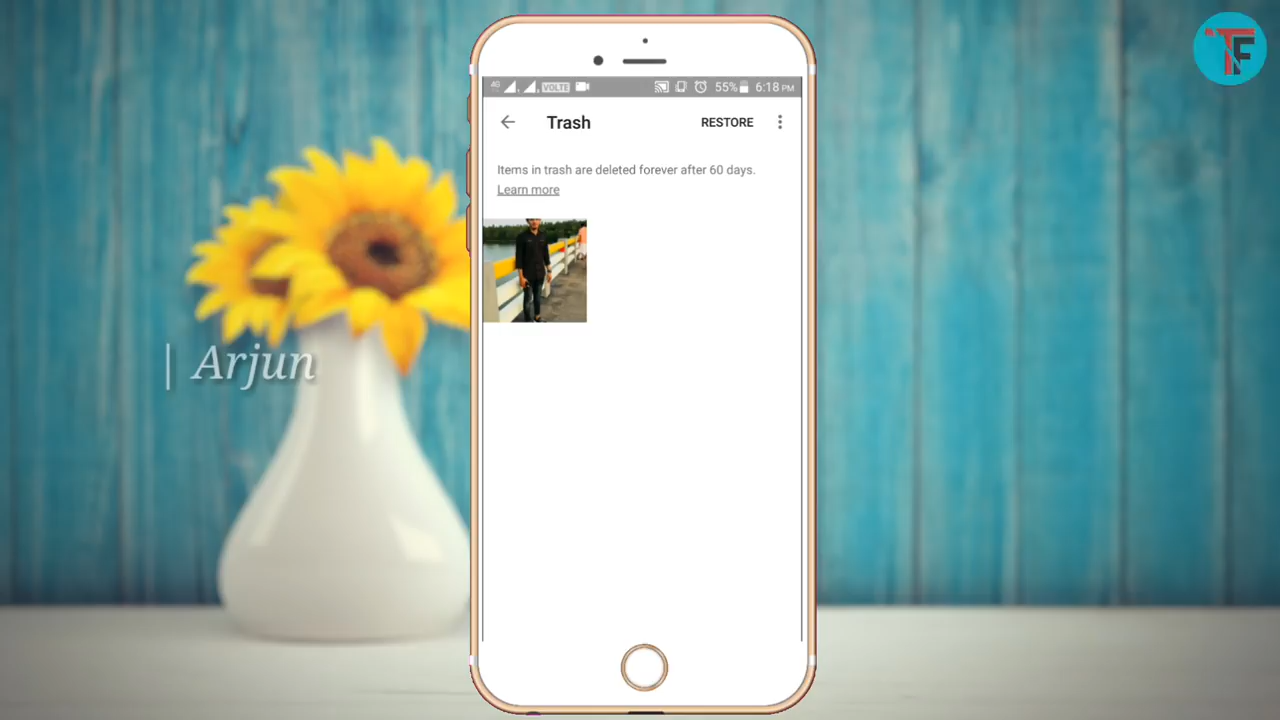 TF
4G VOLTE 55% 6:18 PM
Trash RESTORE
Items in trash are deleted forever after 60 days.
Learn more
| Arjun